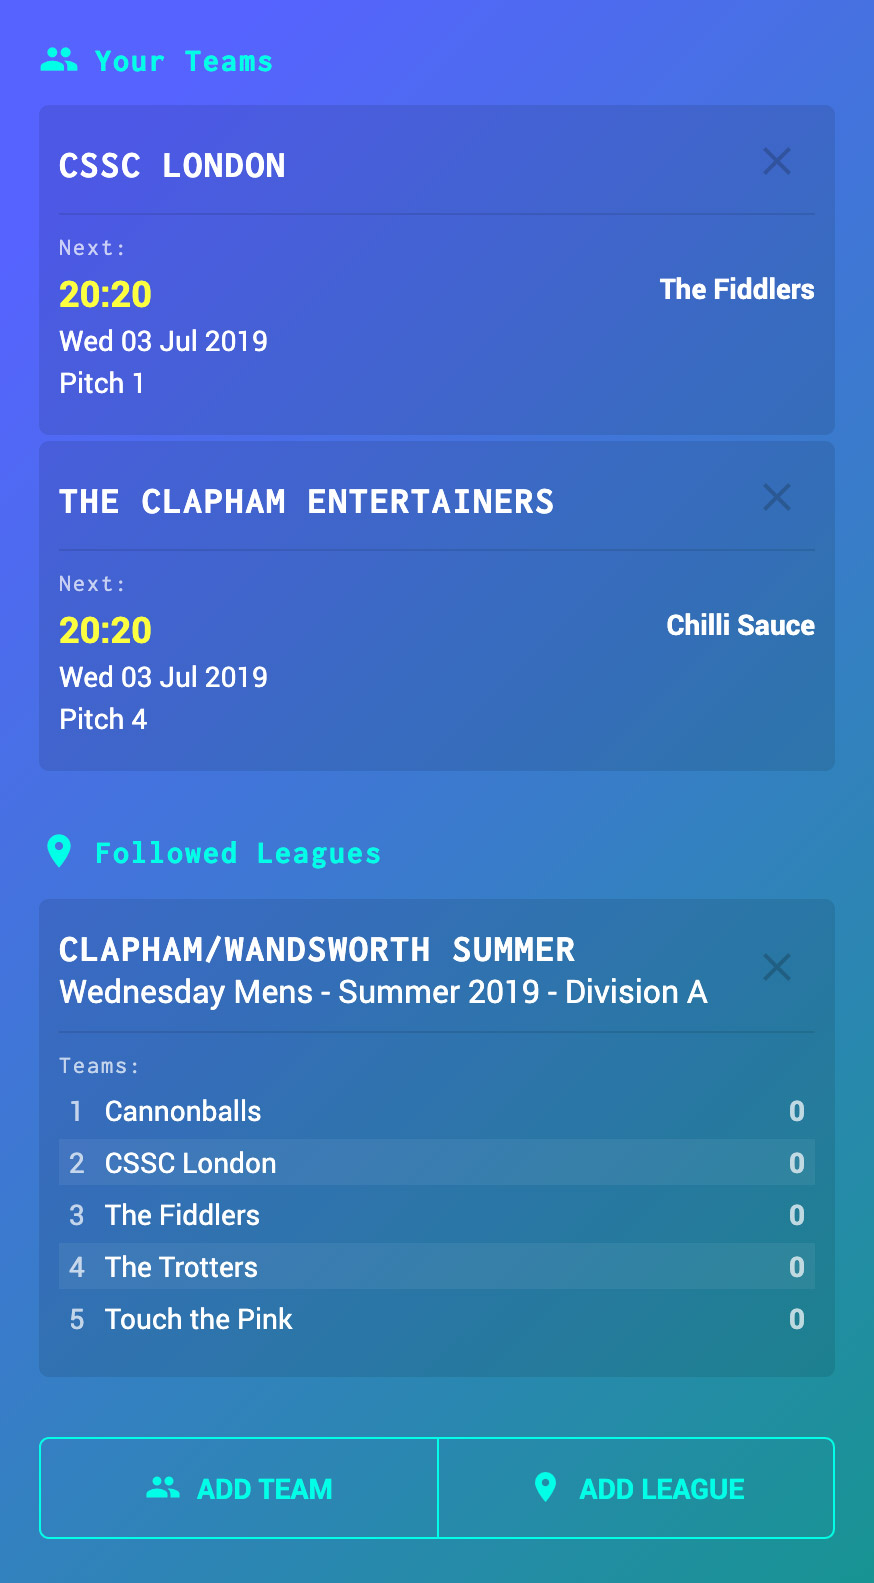 Your Teams
CSSC LONDON
Next:
20:20
The Fiddlers
Wed 03 Jul 2019
Pitch 1
THE CLAPHAM ENTERTAINERS
Next:
20:20
Chilli Sauce
Wed 03 Jul 2019
Pitch 4
Followed Leagues
CLAPHAM/WANDSWORTH SUMMER
Wednesday Mens - Summer 2019 - Division A
Teams:
1 Cannonballs 0
2 CSSC London 0
3 The Fiddlers 0
4 The Trotters 0
5 Touch the Pink 0
ADD TEAM
ADD LEAGUE